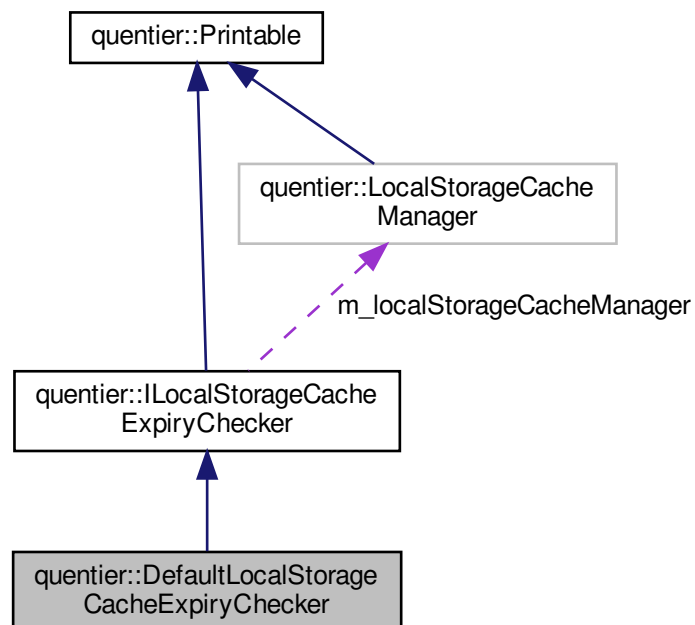 quentier::Printable
quentier::LocalStorageCache
Manager
m_localStorageCacheManager
quentier::ILocalStorageCache
ExpiryChecker
quentier::DefaultLocalStorage
CacheExpiryChecker